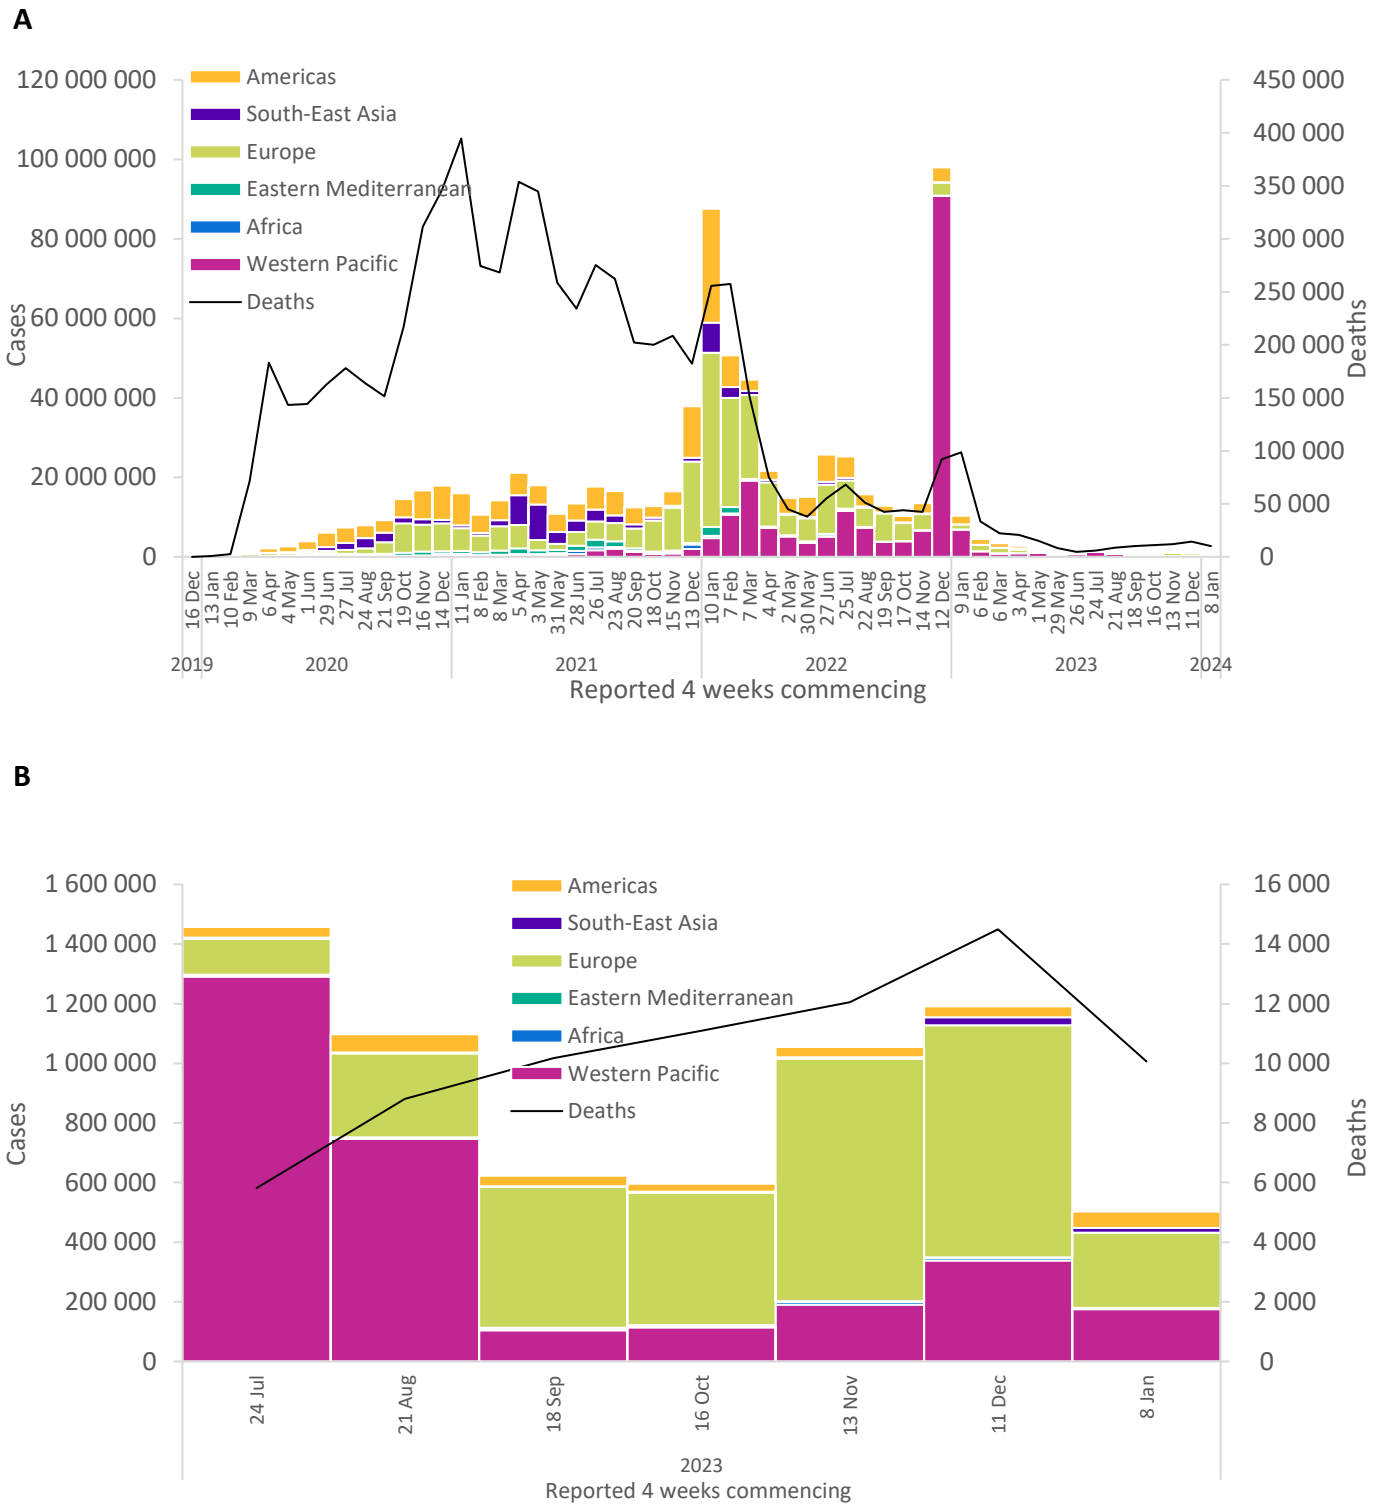 A
120 000 000
100 000 000
80 000 000
60 000 000
40 000 000
20 000 000
0
Cases
Americas
South-East Asia
Europe
Eastern Mediterranean
Africa
Western Pacific
Deaths
450 000
400 000
350 000
300 000
250 000
200 000
150 000
100 000
50 000
0
Deaths
16 Dec
13 Jan
10 Feb
9 Mar
6 Apr
4 May
1 Jun
29 Jun
27 Jul
24 Aug
21 Sep
19 Oct
16 Nov
14 Dec
11 Jan
8 Feb
8 Mar
5 Apr
3 May
31 May
28 Jun
26 Jul
23 Aug
20 Sep
18 Oct
15 Nov
13 Dec
10 Jan
7 Feb
7 Mar
4 Apr
2 May
30 May
27 Jun
25 Jul
22 Aug
19 Sep
17 Oct
14 Nov
12 Dec
9 Jan
6 Feb
6 Mar
3 Apr
1 May
29 May
26 Jun
24 Jul
21 Aug
18 Sep
16 Oct
13 Nov
11 Dec
8 Jan
2019 2020 2021 2022 2023 2024
Reported 4 weeks commencing
B
1 600 000
1 400 000
1 200 000
1 000 000
800 000
600 000
400 000
200 000
0
Cases
Americas
South-East Asia
Europe
Eastern Mediterranean
Africa
Western Pacific
Deaths
16 000
14 000
12 000
10 000
8 000
6 000
4 000
2 000
0
Deaths
24 Jul
21 Aug
18 Sep
16 Oct
13 Nov
11 Dec
8 Jan
2023
Reported 4 weeks commencing